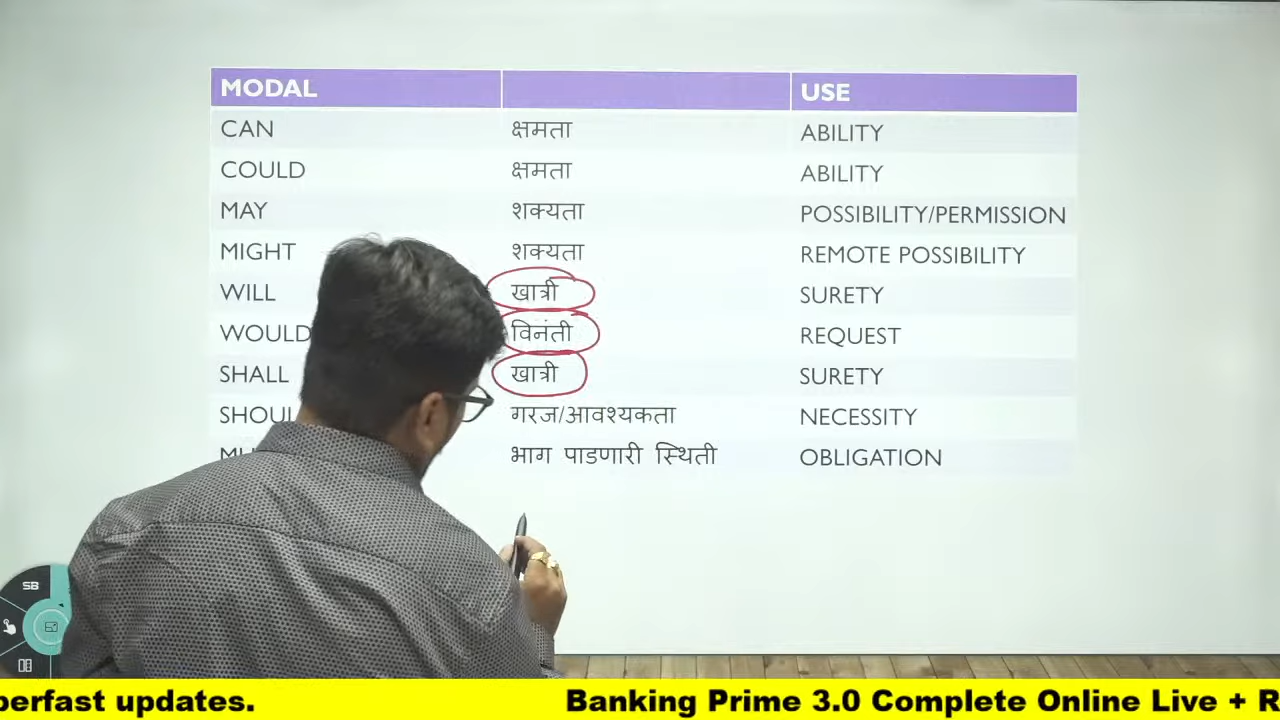 MODAL USE
CAN क्षमता ABILITY
COULD क्षमता ABILITY
MAY शक्यता POSSIBILITY/PERMISSION
MIGHT शक्यता REMOTE POSSIBILITY
WILL खात्री SURETY
WOULD विनंती REQUEST
SHALL खात्री SURETY
गरज/आवश्यकता NECESSITY
भाग पाडणारी स्थिती OBLIGATION
SB
perfast updates. Banking Prime 3.0 Complete Online Live + R